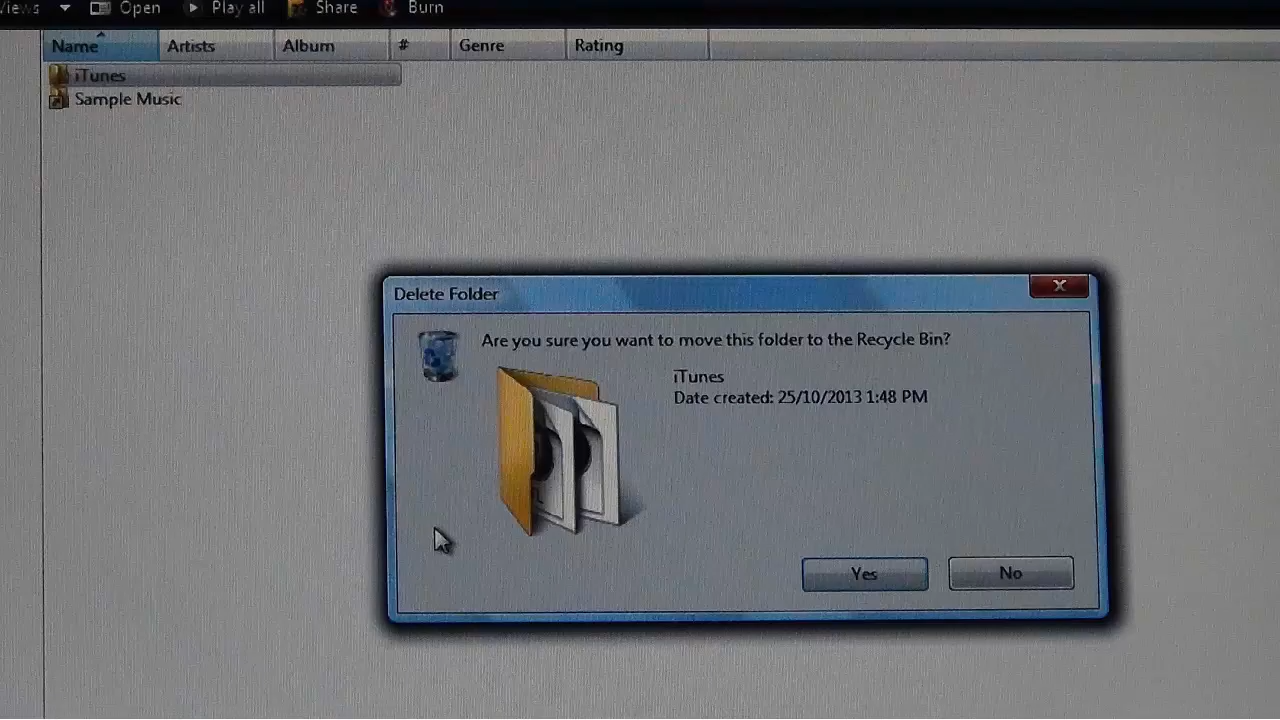 Views Open Play all Share Burn
Name Artists Album # Genre Rating
iTunes
Sample Music
Delete Folder
Are you sure you want to move this folder to the Recycle Bin?
iTunes
Date created: 25/10/2013 1:48 PM
Yes No